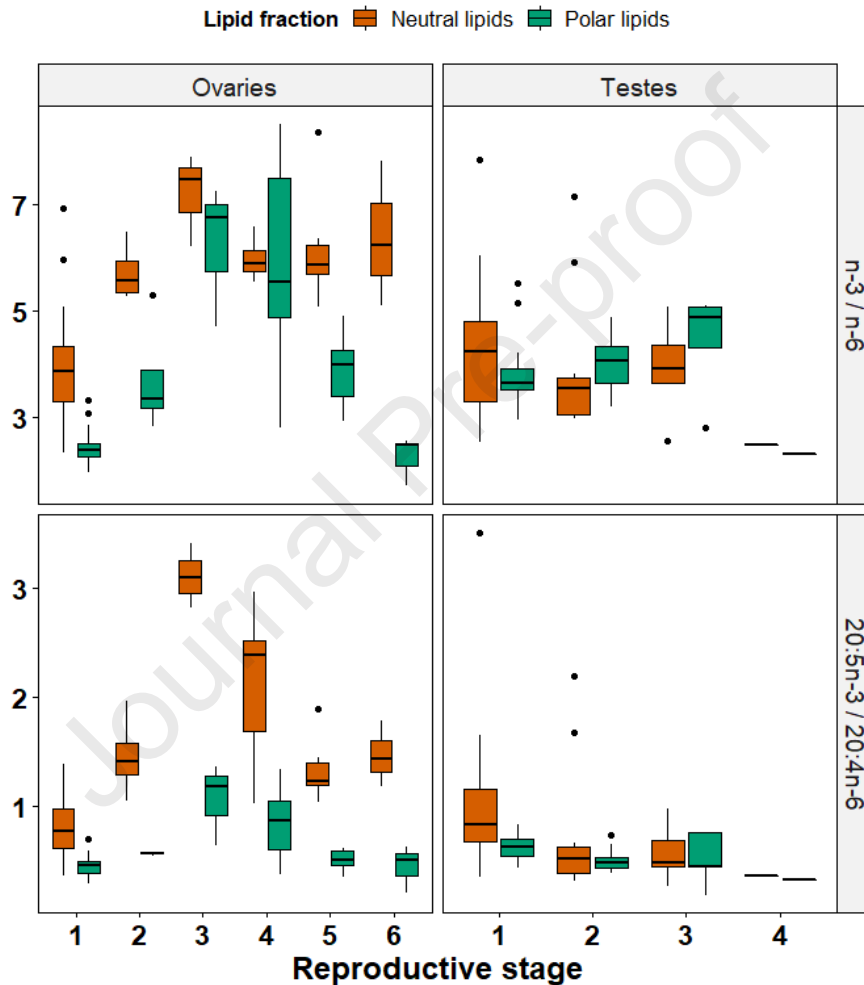 Lipid fraction Neutral lipids Polar lipids
Ovaries Testes
7
5
3
n-3 / n-6
3
2
1
20:5n-3 / 20:4n-6
1 2 3 4 5 6 1 2 3 4
Reproductive stage
Journal Pre-proof